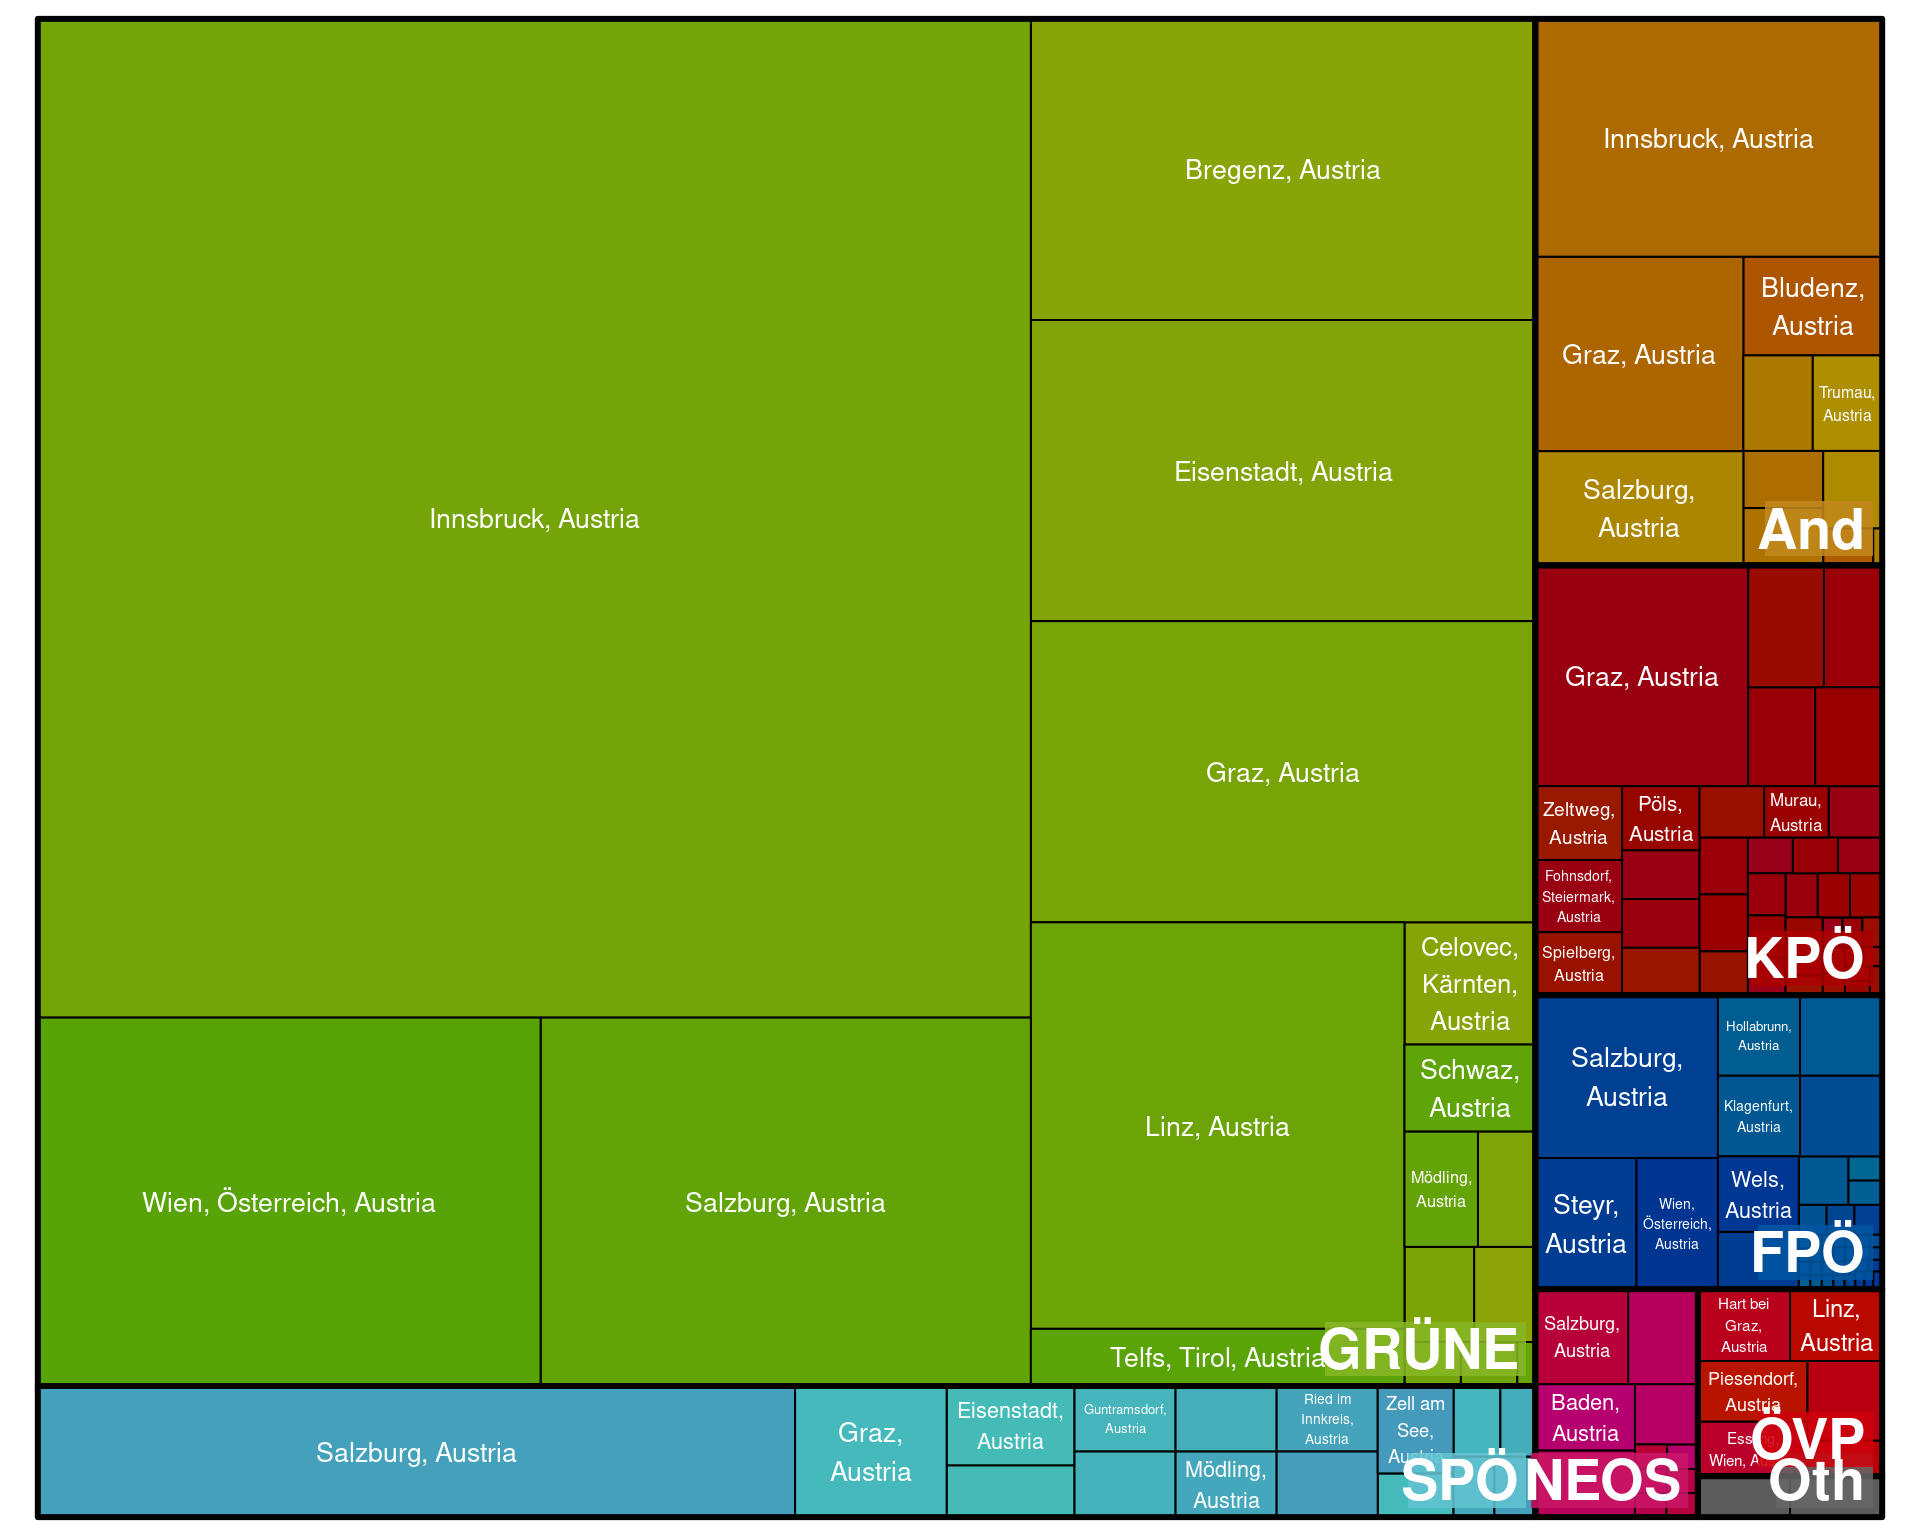 Innsbruck, Austria
Wien, Österreich, Austria
Salzburg, Austria
Bregenz, Austria
Eisenstadt, Austria
Graz, Austria
Linz, Austria
Celovec,
Kärnten,
Austria
Schwaz,
Austria
Mödling,
Austria
Telfs, Tirol, Austria
GRÜNE
Salzburg, Austria
Graz,
Austria
Eisenstadt,
Austria
Guntramsdorf,
Austria
Mödling,
Austria
Ried im
Innkreis,
Austria
Zell am
See,
Austria
SPÖ
Innsbruck, Austria
Graz, Austria
Bludenz,
Austria
Trumau,
Austria
Salzburg,
Austria
And
Graz, Austria
Zeltweg,
Austria
Pöls,
Austria
Murau,
Austria
Fohnsdorf,
Steiermark,
Austria
Spielberg,
Austria
KPÖ
Salzburg,
Austria
Hollabrunn,
Austria
Klagenfurt,
Austria
Steyr,
Austria
Wien,
Österreich,
Austria
Wels,
Austria
FPÖ
Salzburg,
Austria
Baden,
Austria
NEOS
Hart bei
Graz,
Austria
Linz,
Austria
Piesendorf,
Austria
Wien,
ÖVP
Oth